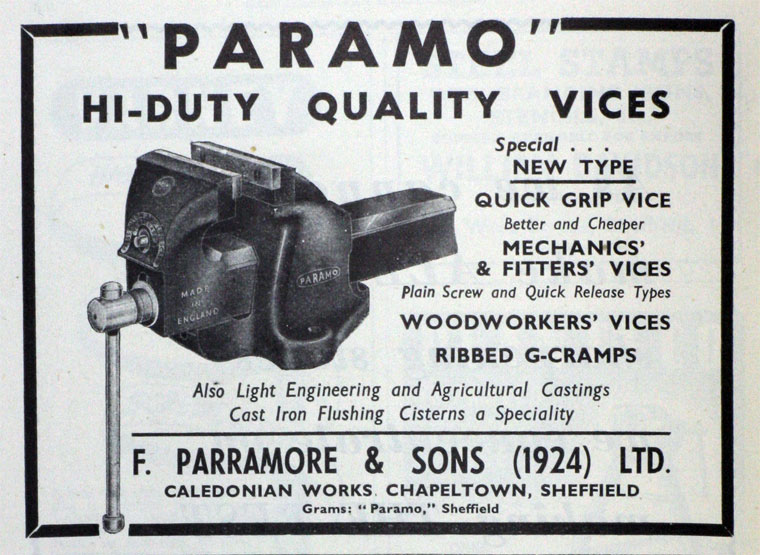 "PARAMO"
HI-DUTY QUALITY VICES
Special . . .
NEW TYPE
QUICK GRIP VICE
Better and Cheaper
MECHANICS'
& FITTERS' VICES
Plain Screw and Quick Release Types
WOODWORKERS' VICES
RIBBED G-CRAMPS
PARAMO
MADE
IN
ENGLAND
Also Light Engineering and Agricultural Castings
Cast Iron Flushing Cisterns a Speciality
F. PARRAMORE & SONS (1924) LTD.
CALEDONIAN WORKS. CHAPELTOWN, SHEFFIELD
Grams: "Paramo," Sheffield